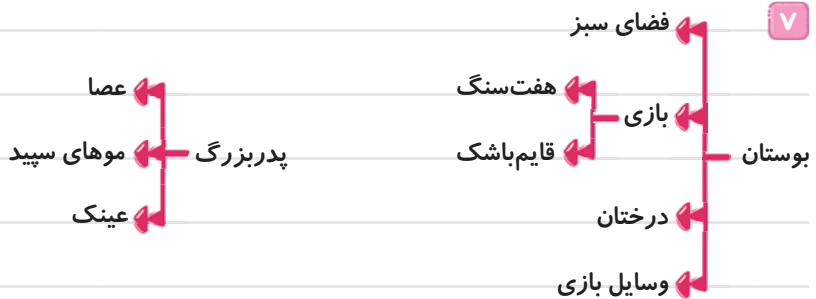 ۷
بوستان
فضای سبز
بازی
هفت‌سنگ
قایم‌باشک
درختان
وسایل بازی
پدربزرگ
عصا
موهای سپید
عینک